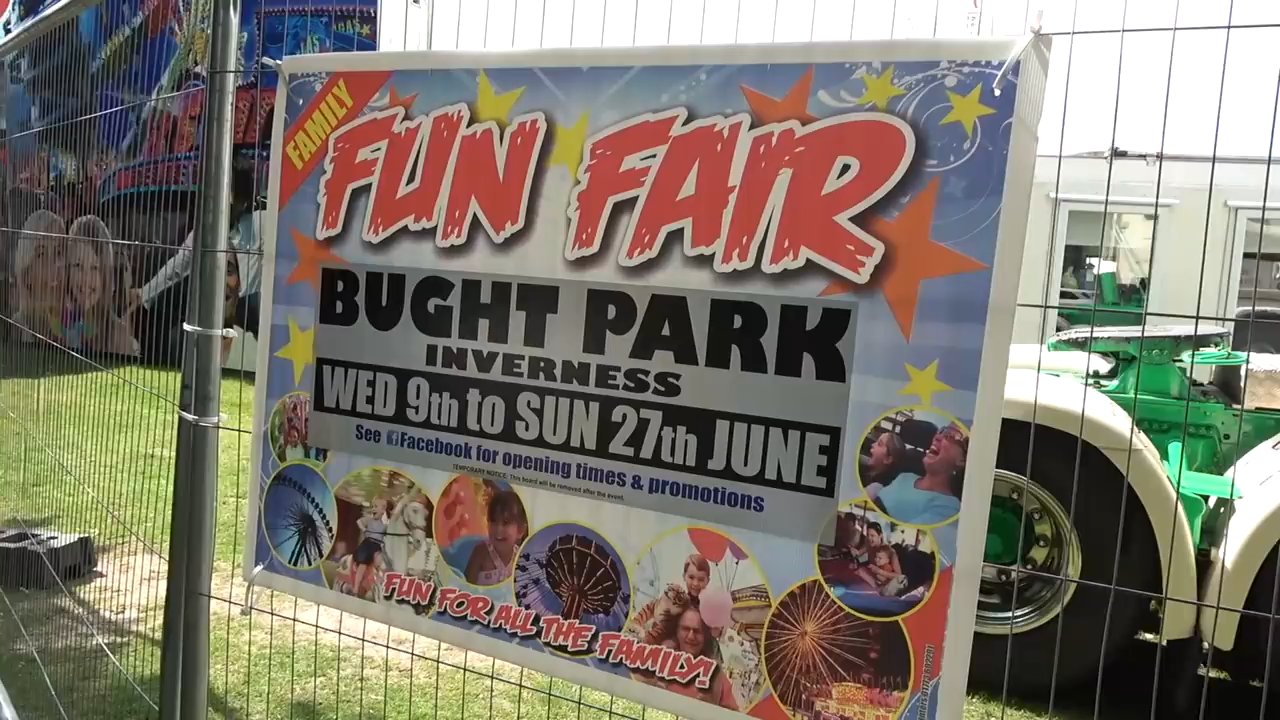 FAMILY
FUN FAIR
BUGHT PARK
INVERNESS
WED 9th to SUN 27th JUNE
See Facebook for opening times & promotions
TEMPORARY NOTICE: This board will be removed after the event.
FUN FOR ALL THE FAMILY!